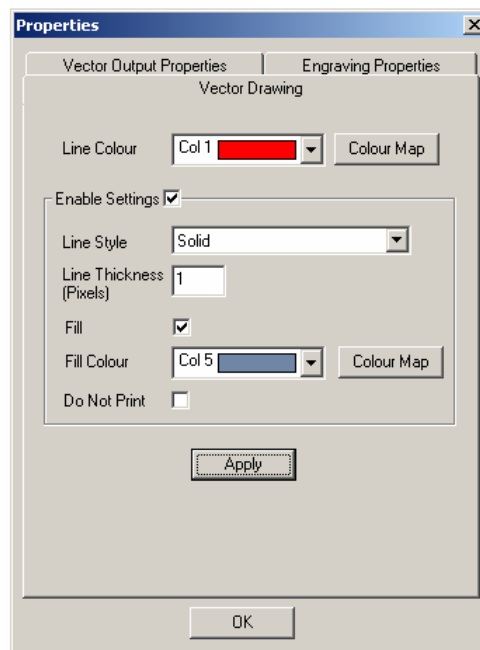 Properties
Vector Output Properties
Engraving Properties
Vector Drawing
Line Colour
Col 1
Colour Map
Enable Settings
Line Style
Solid
Line Thickness
(Pixels)
1
Fill
Fill Colour
Col 5
Colour Map
Do Not Print
Apply
OK